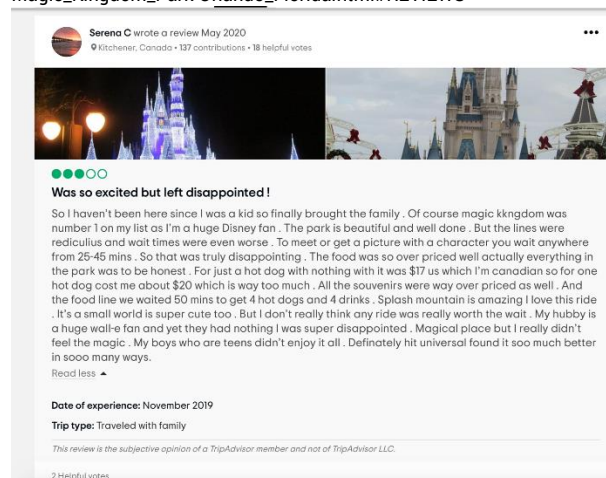 Serena C wrote a review May 2020
Kitchener, Canada • 137 contributions • 18 helpful votes
Was so excited but left disappointed !
So I haven't been here since I was a kid so finally brought the family . Of course magic kkngdom was
number 1 on my list as I'm a huge Disney fan . The park is beautiful and well done . But the lines were
rediculius and wait times were even worse . To meet or get a picture with a character you wait anywhere
from 25-45 mins . So that was truly disappointing . The food was so over priced well actually everything in
the park was to be honest . For just a hot dog with nothing with it was $17 us which I'm canadian so for one
hot dog cost me about $20 which is way too much . All the souvenirs were way over priced as well . And
the food line we waited 50 mins to get 4 hot dogs and 4 drinks . Splash mountain is amazing I love this ride
. It's a small world is super cute too . But I don't really think any ride was really worth the wait . My hubby is
a huge wall-e fan and yet they had nothing I was super disappointed . Magical place but I really didn't
feel the magic . My boys who are teens didn't enjoy it all . Definately hit universal found it soo much better
in sooo many ways.
Read less
Date of experience: November 2019
Trip type: Traveled with family
This review is the subjective opinion of a TripAdvisor member and not of TripAdvisor LLC.
2 Helpful votes